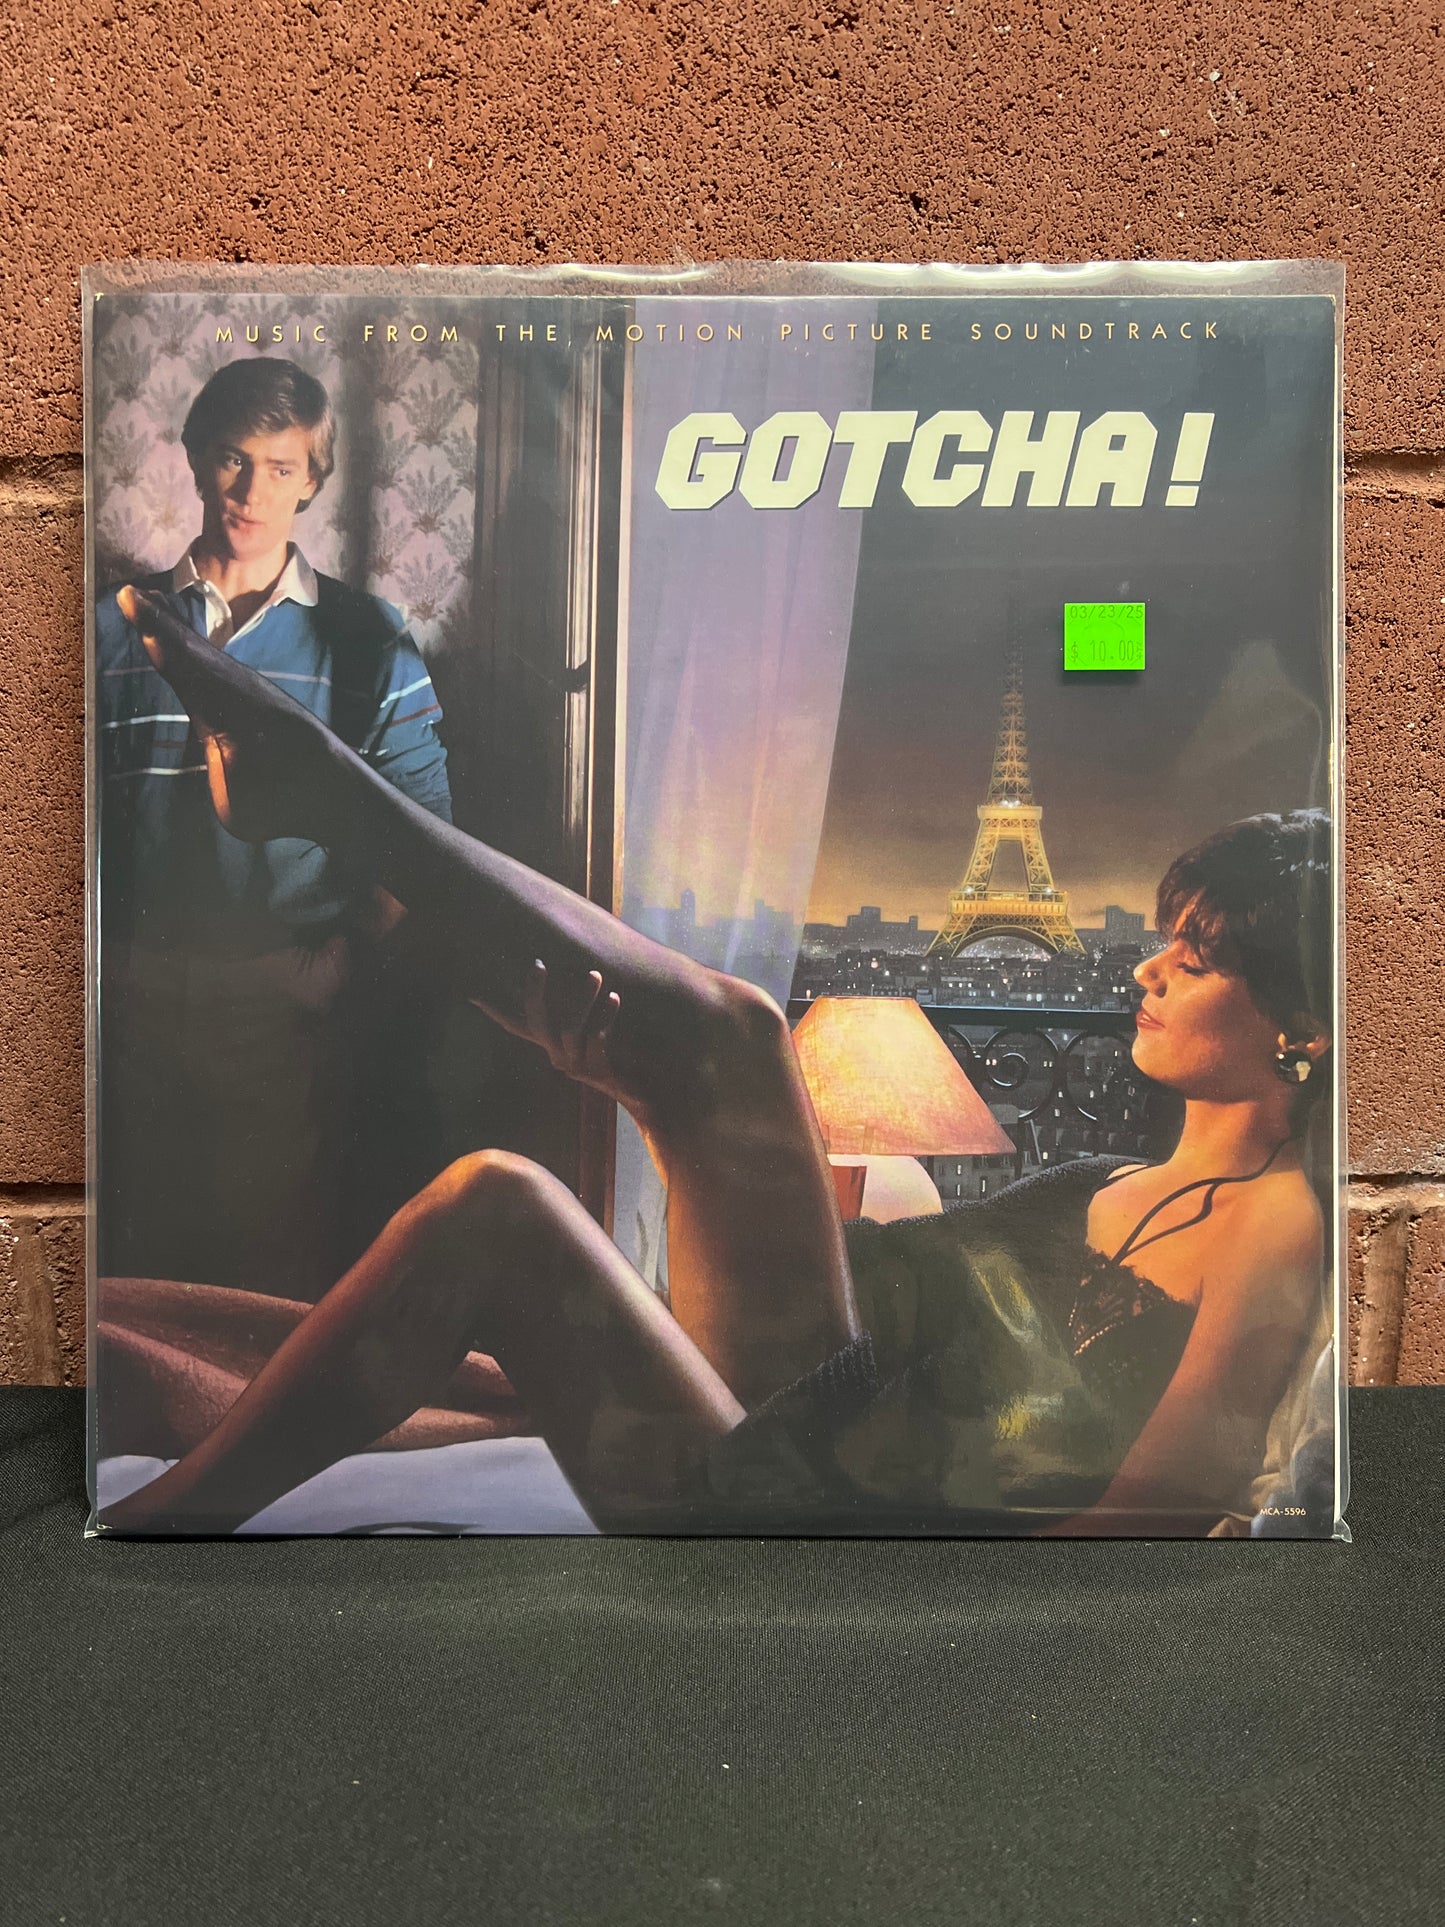 MUSIC FROM THE MOTION PICTURE SOUNDTRACK
GOTCHA!
03/23/25
$ 10.00
MCA-5596